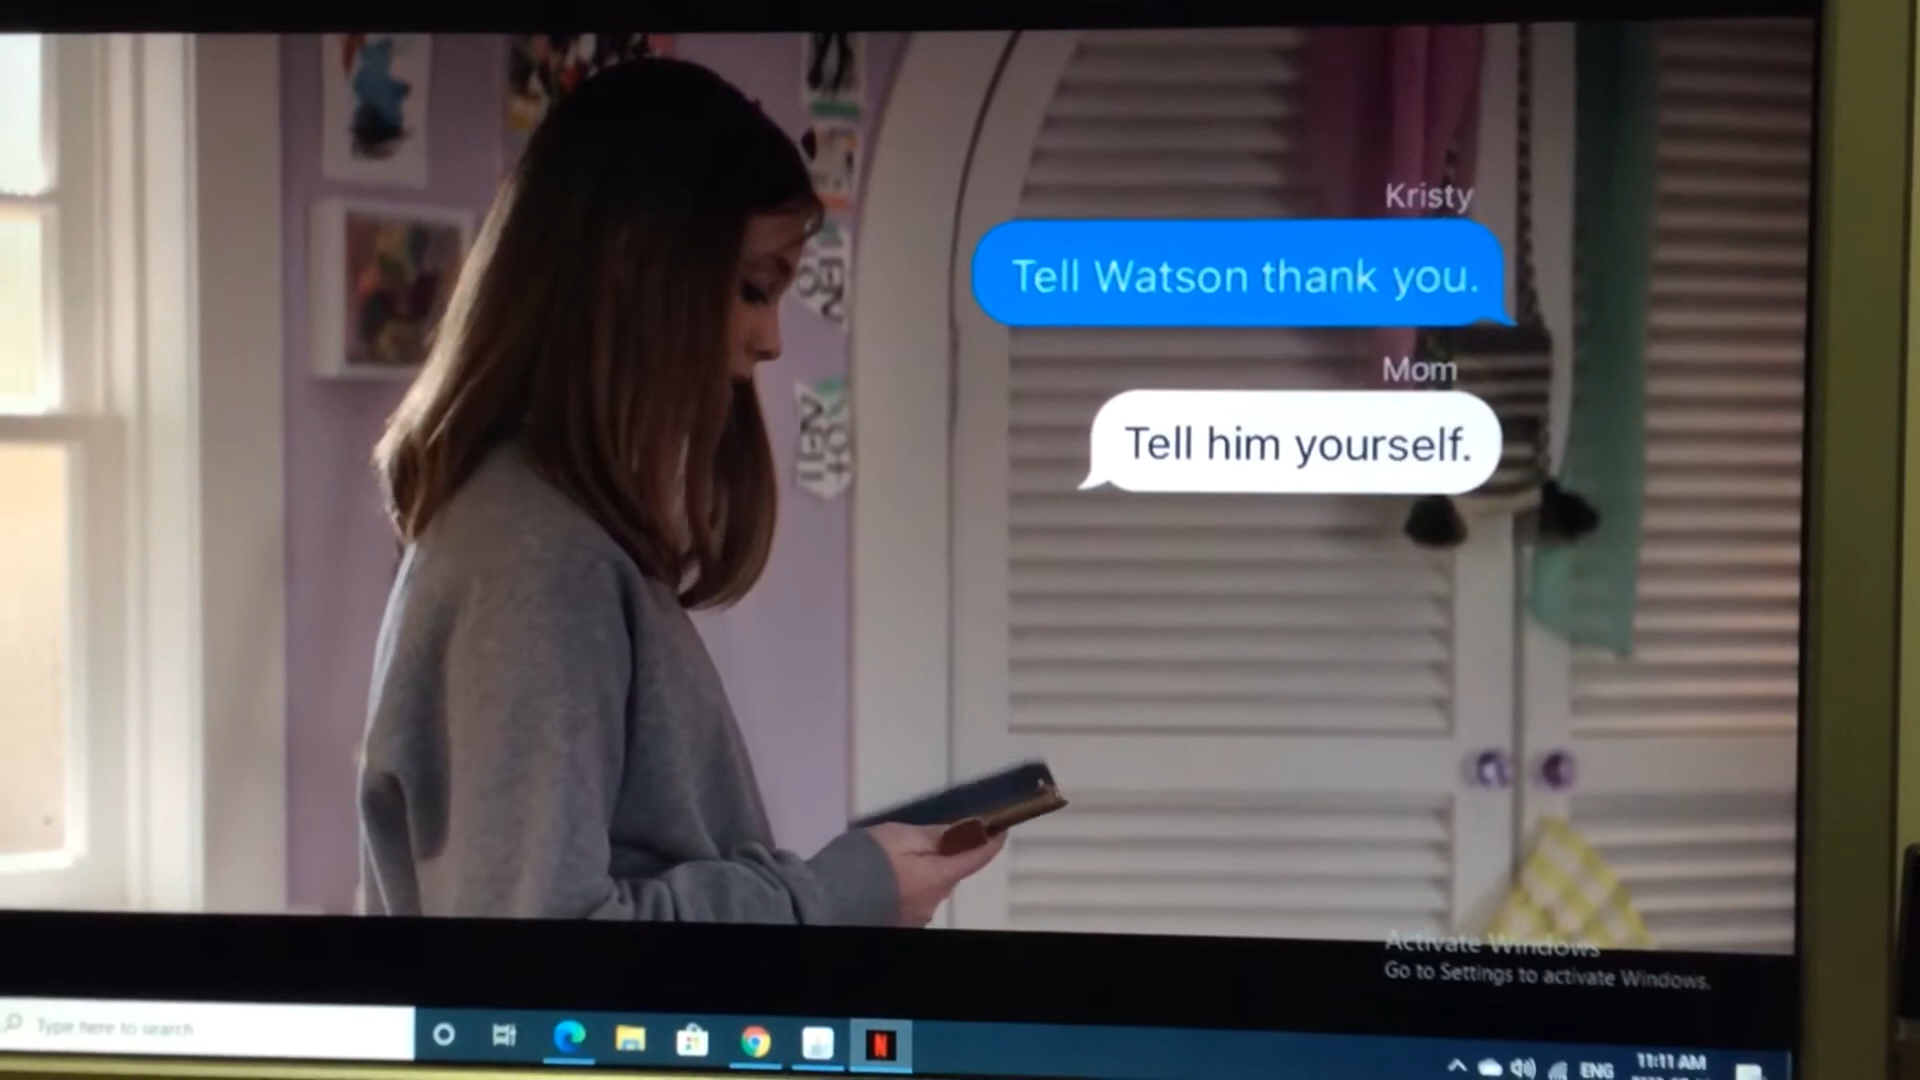 Kristy
Tell Watson thank you.
Mom
Tell him yourself.
Activate Windows
Go to Settings to activate Windows.
Type here to search
N
ENG
11:11 AM